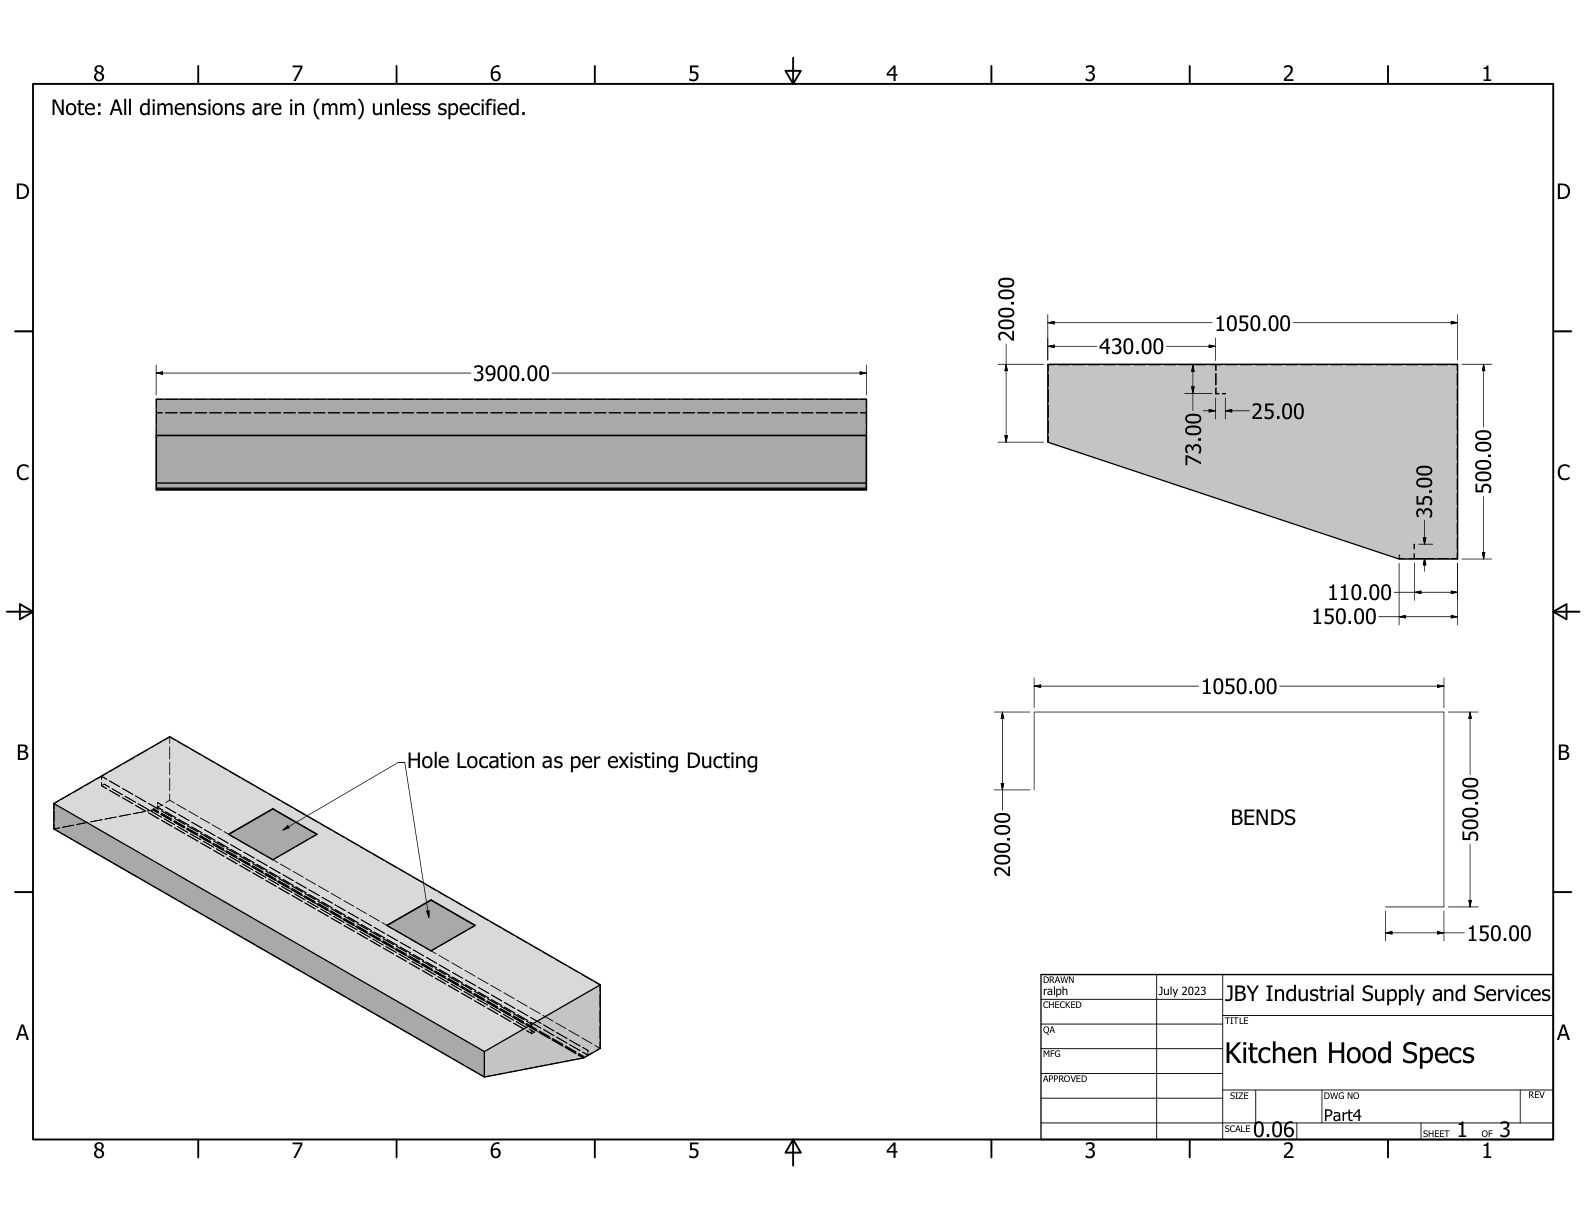 8 7 6 5 4 3 2 1
Note: All dimensions are in (mm) unless specified.
D D
200.00
1050.00
430.00
3900.00
25.00
73.00
500.00
35.00
C C
110.00
150.00
1050.00
Hole Location as per existing Ducting
B B
200.00
BENDS
500.00
150.00
DRAWN
ralph July 2023
CHECKED
QA
MFG
APPROVED
JBY Industrial Supply and Services
TITLE
Kitchen Hood Specs
A A
SIZE DWG NO REV
Part4
SCALE 0.06 SHEET 1 OF 3
8 7 6 5 4 3 2 1